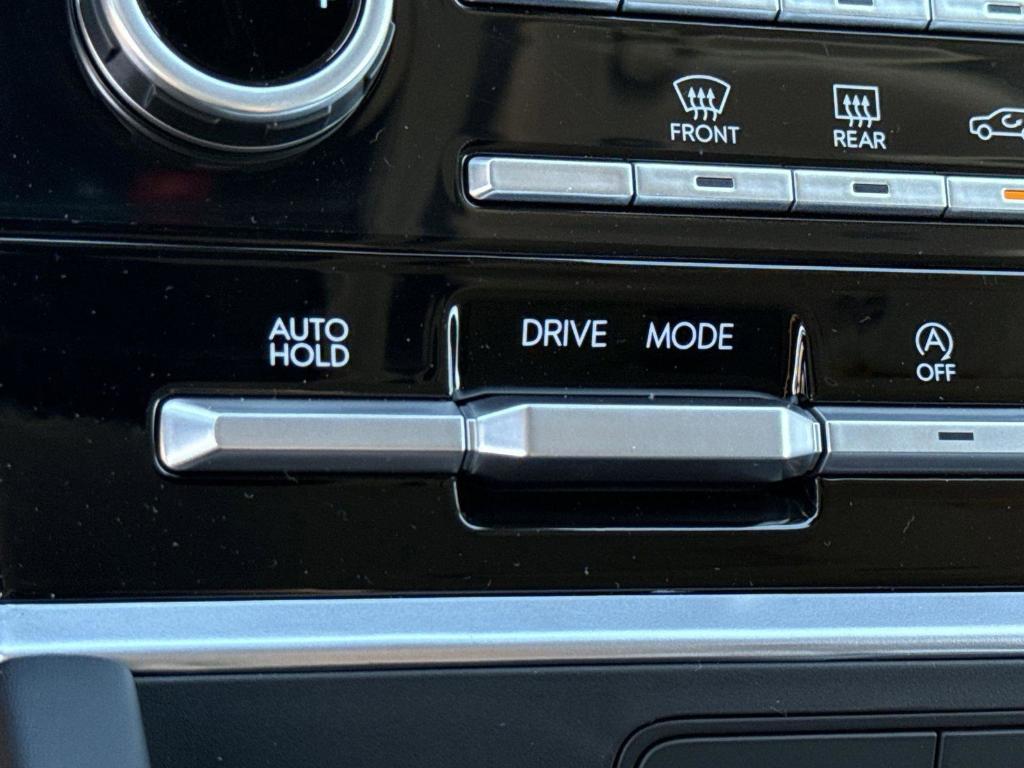 FRONT
REAR
AUTO
HOLD
DRIVE MODE
A
OFF